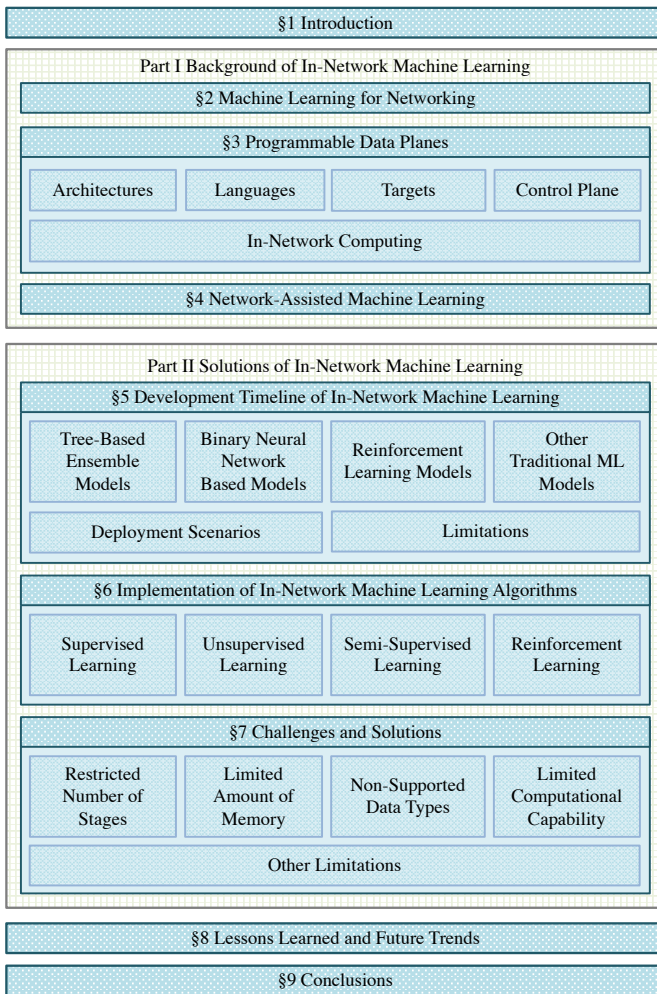 §1 Introduction
Part I Background of In-Network Machine Learning
§2 Machine Learning for Networking
§3 Programmable Data Planes
Architectures
Languages
Targets
Control Plane
In-Network Computing
§4 Network-Assisted Machine Learning
Part II Solutions of In-Network Machine Learning
§5 Development Timeline of In-Network Machine Learning
Tree-Based
Ensemble
Models
Binary Neural
Network
Based Models
Reinforcement
Learning Models
Other
Traditional ML
Models
Deployment Scenarios
Limitations
§6 Implementation of In-Network Machine Learning Algorithms
Supervised
Learning
Unsupervised
Learning
Semi-Supervised
Learning
Reinforcement
Learning
§7 Challenges and Solutions
Restricted
Number of
Stages
Limited
Amount of
Memory
Non-Supported
Data Types
Limited
Computational
Capability
Other Limitations
§8 Lessons Learned and Future Trends
§9 Conclusions